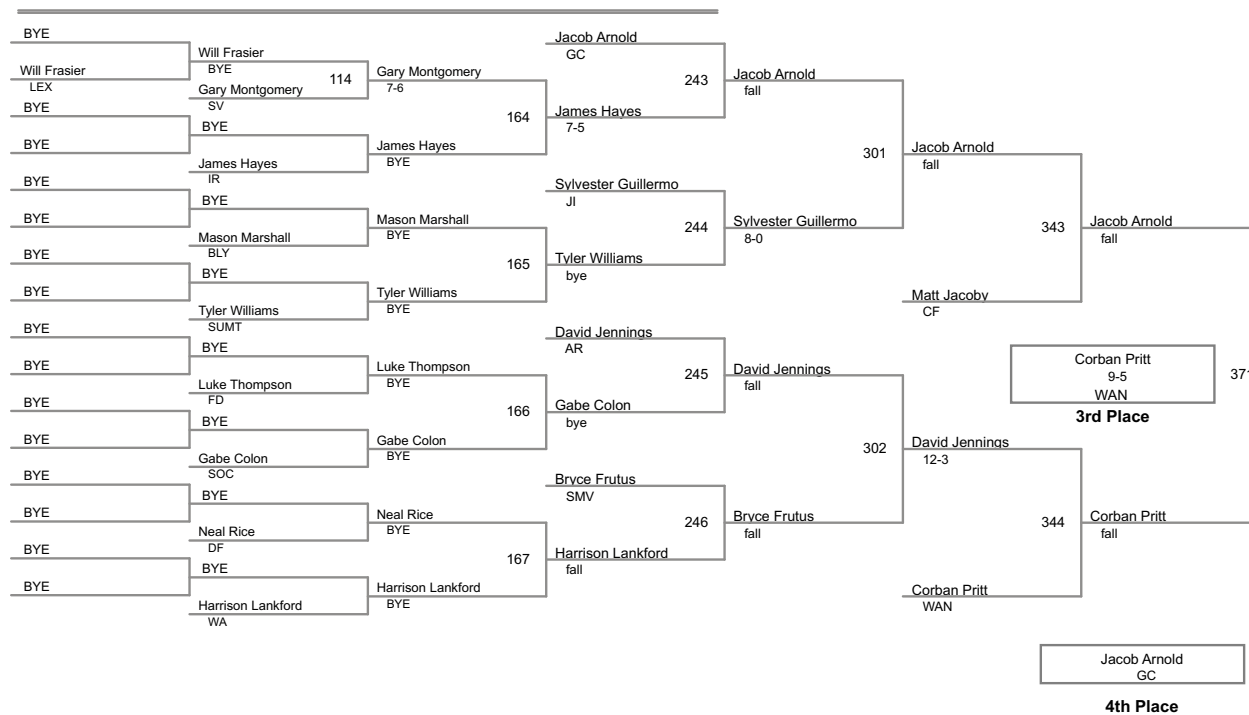 BYE
Will Frasier
LEX
BYE
BYE
BYE
BYE
BYE
BYE
BYE
BYE
BYE
BYE
BYE
BYE
BYE
BYE
Will Frasier
BYE
114
Gary Montgomery
SV
BYE
James Hayes
IR
BYE
Mason Marshall
BLY
BYE
Tyler Williams
SUMT
BYE
Luke Thompson
FD
BYE
Gabe Colon
SOC
BYE
Neal Rice
DF
BYE
Harrison Lankford
WA
Gary Montgomery
7-6
164
James Hayes
BYE
Mason Marshall
BYE
165
Tyler Williams
BYE
Luke Thompson
BYE
166
Gabe Colon
BYE
Neal Rice
BYE
167
Harrison Lankford
BYE
Jacob Arnold
GC
243
James Hayes
7-5
Sylvester Guillermo
JI
244
Tyler Williams
bye
David Jennings
AR
245
Gabe Colon
bye
Bryce Frutus
SMV
246
Harrison Lankford
fall
Jacob Arnold
fall
301
Sylvester Guillermo
8-0
David Jennings
fall
302
Bryce Frutus
fall
Jacob Arnold
fall
343
Matt Jacoby
CF
David Jennings
12-3
344
Corban Pritt
WAN
Jacob Arnold
fall
Corban Pritt
9-5
WAN
371
3rd Place
Corban Pritt
fall
Jacob Arnold
GC
4th Place